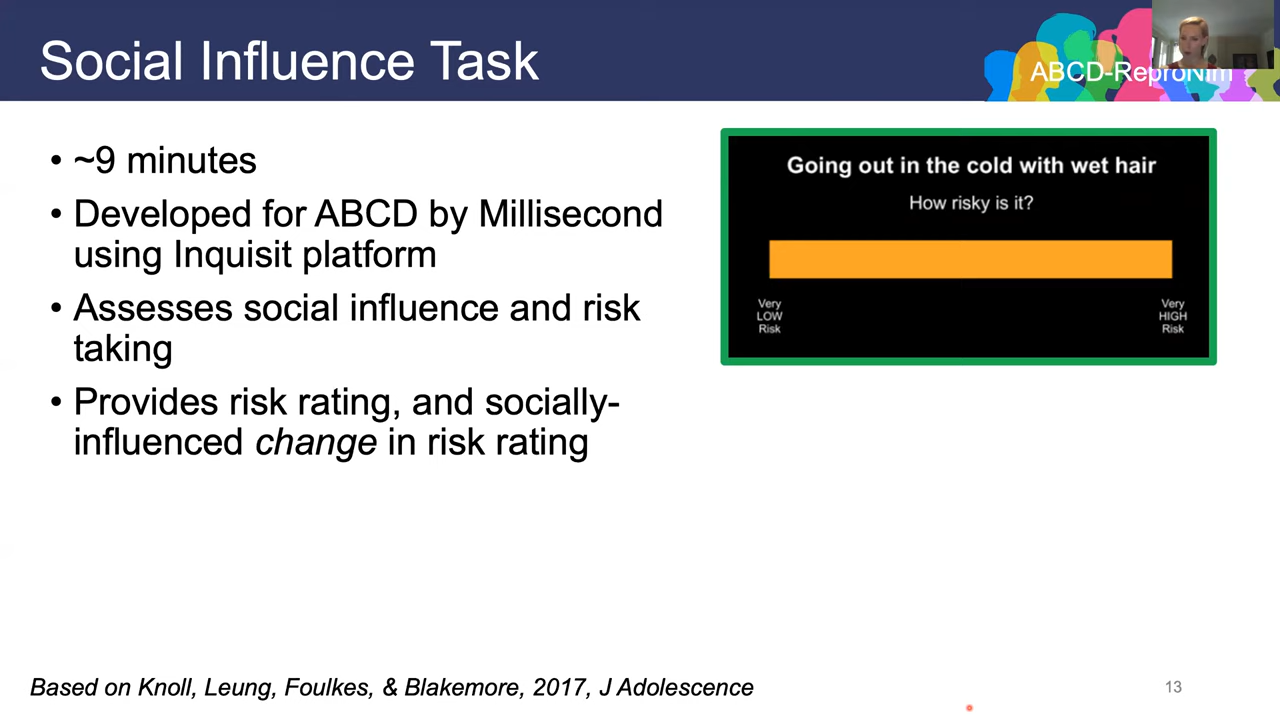 Social Influence Task
ABCD-ReproNim
• ~9 minutes
• Developed for ABCD by Millisecond
using Inquisit platform
• Assesses social influence and risk
taking
• Provides risk rating, and socially-
influenced change in risk rating
Going out in the cold with wet hair
How risky is it?
Very
LOW
Risk
Very
HIGH
Risk
Based on Knoll, Leung, Foulkes, & Blakemore, 2017, J Adolescence
13